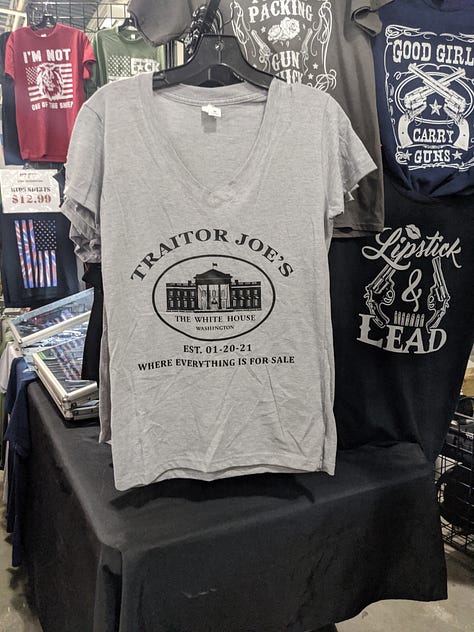 I'M NOT
ONE OF THE SHEEP
KIDS SHIRTS
$12.99
PACKING
GUN
GOOD GIRL
CARRY
GUNS
Lipstick
&
LEAD
TRAITOR JOE'S
THE WHITE HOUSE
WASHINGTON
EST. 01-20-21
WHERE EVERYTHING IS FOR SALE